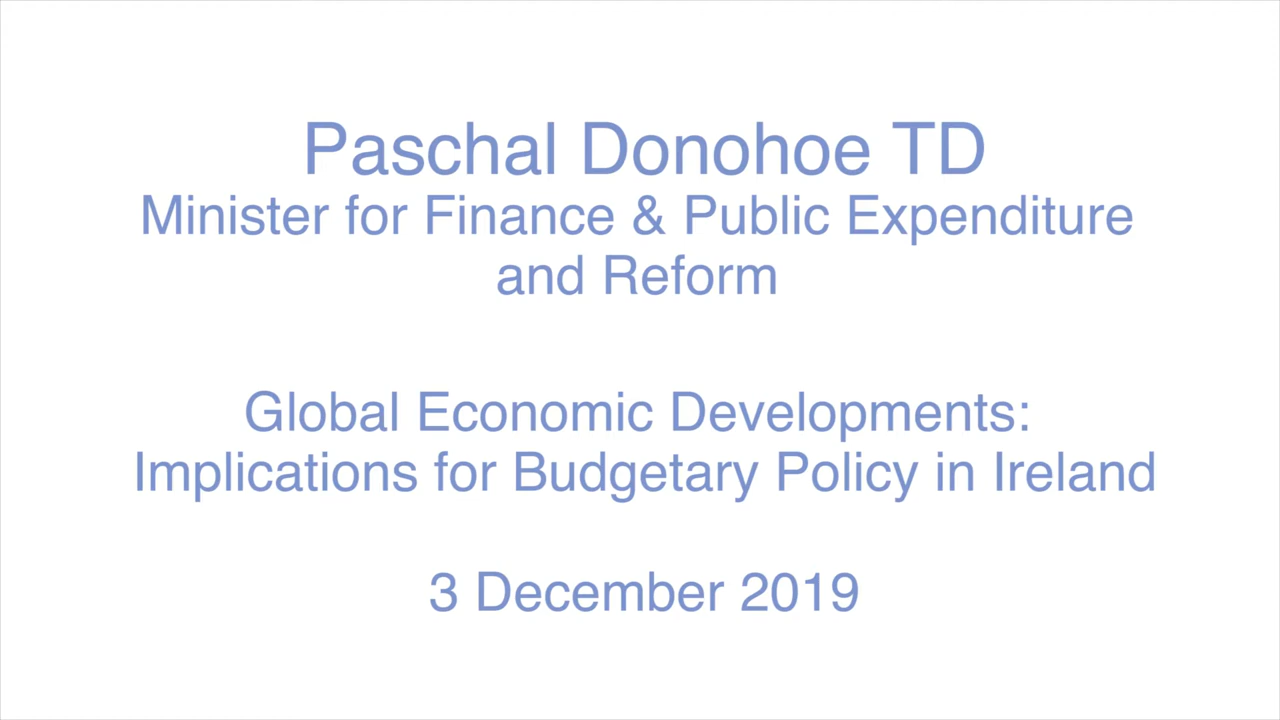 Paschal Donohoe TD
Minister for Finance & Public Expenditure
and Reform
Global Economic Developments:
Implications for Budgetary Policy in Ireland
3 December 2019